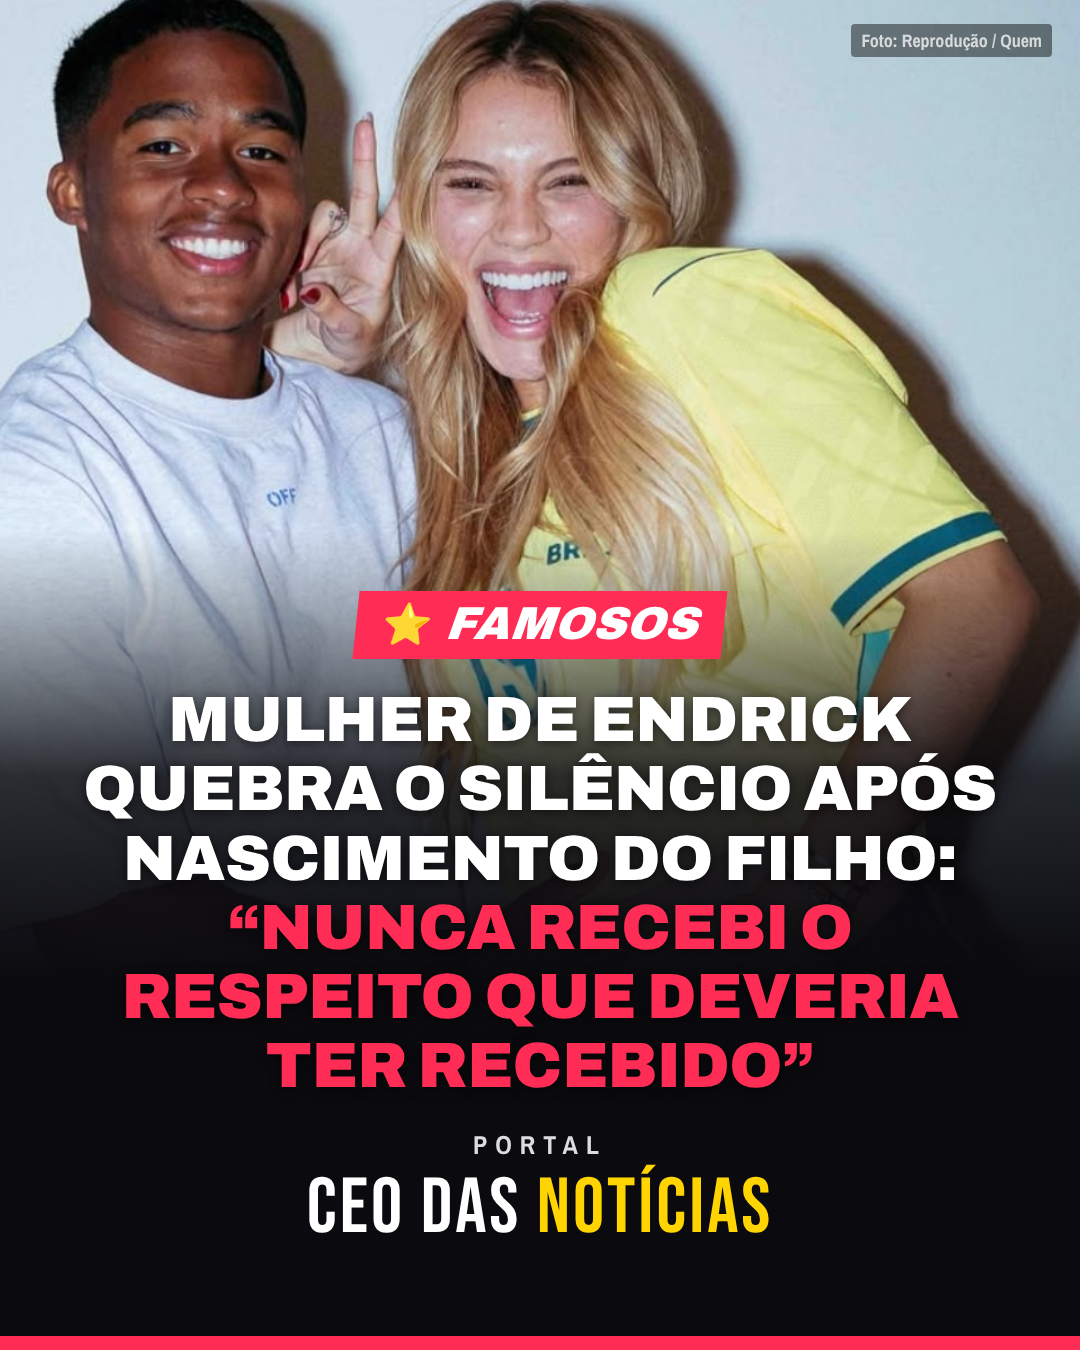 Foto: Reprodução / Quem
OFF
⭐ FAMOSOS
MULHER DE ENDRICK
QUEBRA O SILÊNCIO APÓS
NASCIMENTO DO FILHO:
“NUNCA RECEBI O
RESPEITO QUE DEVERIA
TER RECEBIDO”
PORTAL
CEO DAS NOTÍCIAS